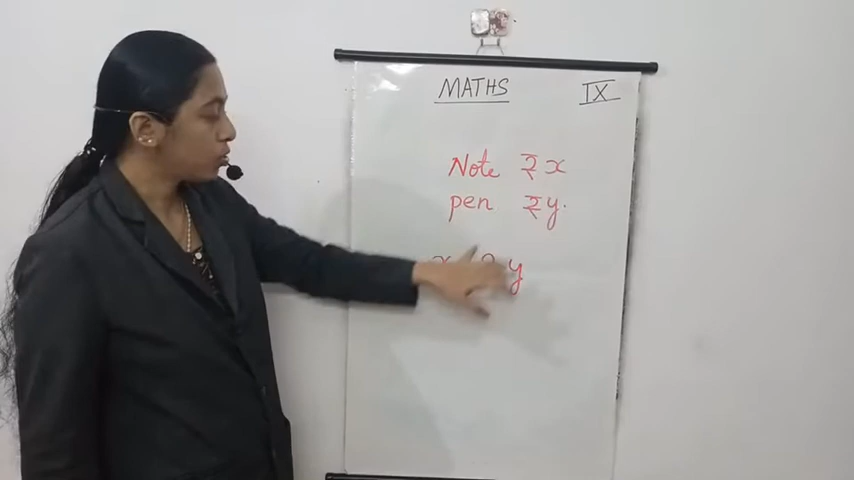 MATHS IX
Note ₹ x
pen ₹ y.
x y